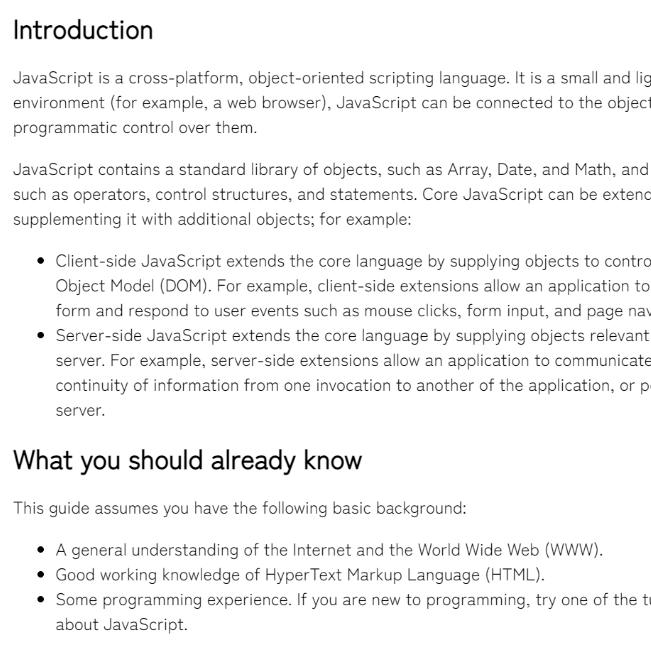 Introduction
JavaScript is a cross-platform, object-oriented scripting language. It is a small and
environment (for example, a web browser), JavaScript can be connected to the
programmatic control over them.
JavaScript contains a standard library of objects, such as Array, Date, and Math, and
such as operators, control structures, and statements. Core JavaScript can be
supplementing it with additional objects; for example:
Client-side JavaScript extends the core language by supplying objects to
Object Model (DOM). For example, client-side extensions allow an application to
form and respond to user events such as mouse clicks, form input, and page
Server-side JavaScript extends the core language by supplying objects relevant
server. For example, server-side extensions allow an application to communicate
continuity of information from one invocation to another of the application, or
server.
What you should already know
This guide assumes you have the following basic background:
A general understanding of the Internet and the World Wide Web (WWW).
Good working knowledge of HyperText Markup Language (HTML).
Some programming experience. If you are new to programming, try one of the
about JavaScript.